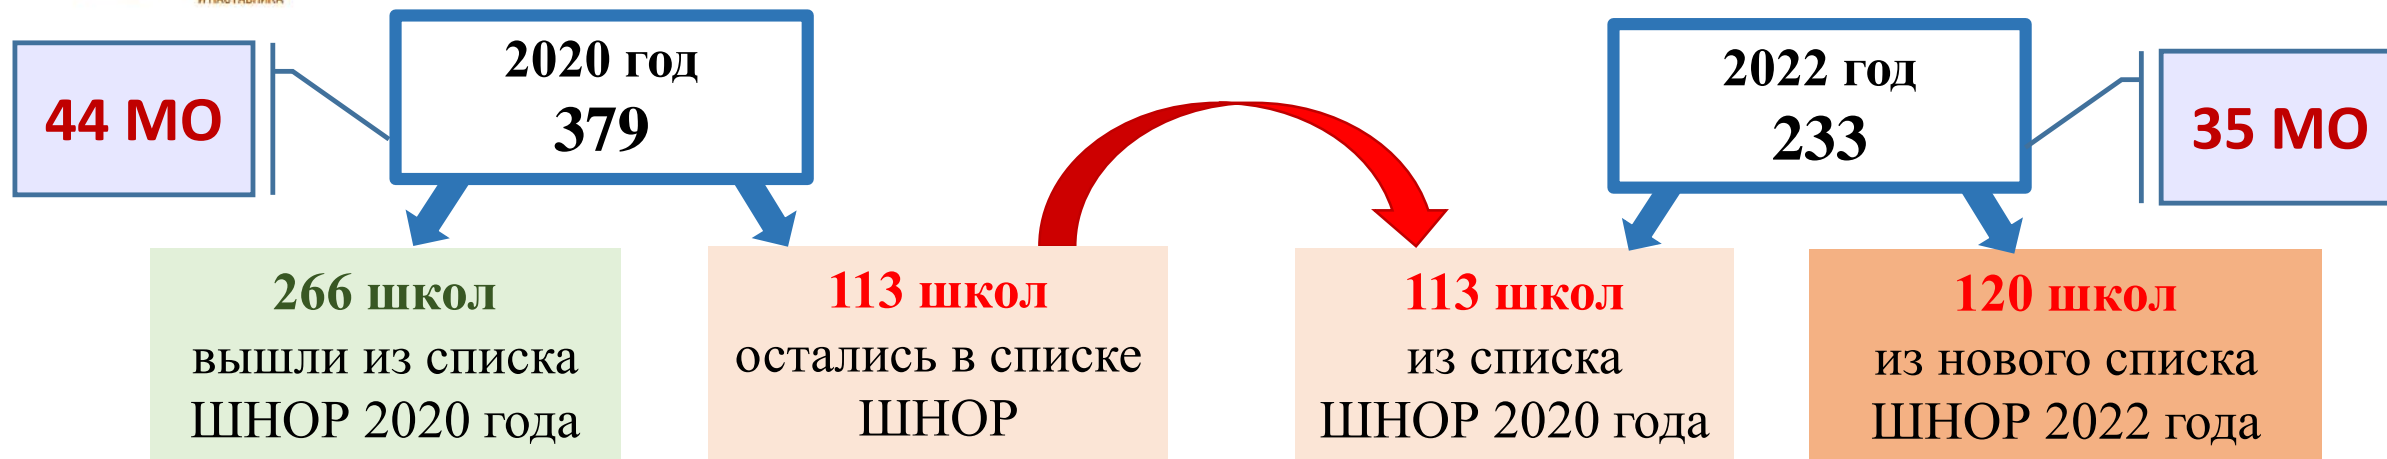 И НАСТАВНИКА
44 МО
2020 год
379
2022 год
233
35 МО
266 школ
вышли из списка
ШНОР 2020 года
113 школ
остались в списке
ШНОР
113 школ
из списка
ШНОР 2020 года
120 школ
из нового списка
ШНОР 2022 года